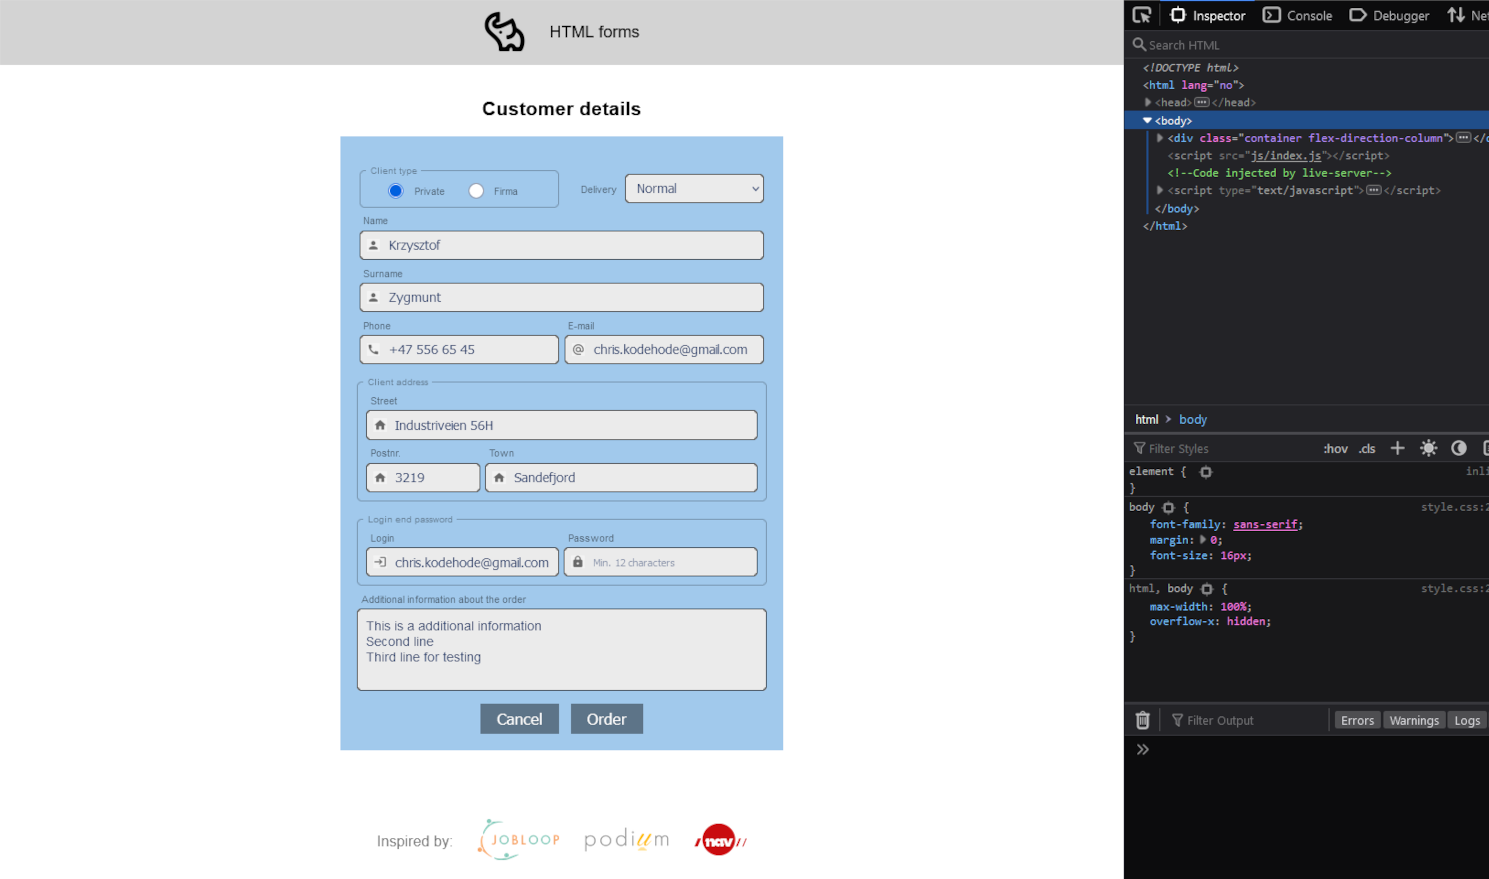 HTML forms
Customer details
Client type
Private
Firma
Delivery
Normal
Name
Krzysztof
Surname
Zygmunt
Phone
E-mail
+47 556 65 45
chris.kodehode@gmail.com
Client address
Street
Industriveien 56H
Postnr.
Town
3219
Sandefjord
Login end password
Login
Password
chris.kodehode@gmail.com
Min. 12 characters
Additional information about the order
This is a additional information
Second line
Third line for testing
Cancel
Order
Inspired by:
JOBLOOP
podium
nav
Inspector
Console
Debugger
Search HTML
<!DOCTYPE html>
<html lang="no">
<head></head>
<body>
<div class="container flex-direction-column"></
<script src="js/index.js"></script>
<!--Code injected by live-server-->
<script type="text/javascript"></script>
</body>
</html>
html > body
Filter Styles
:hov .cls
element {
}
body {
style.css:2
font-family: sans-serif;
margin: 0;
font-size: 16px;
}
html, body {
style.css:2
max-width: 100%;
overflow-x: hidden;
}
Filter Output
Errors
Warnings
Logs